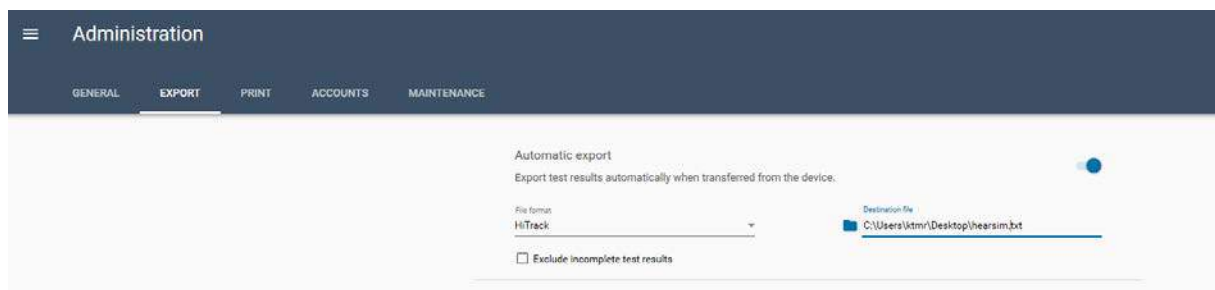 Administration
GENERAL EXPORT PRINT ACCOUNTS MAINTENANCE
Automatic export
Export test results automatically when transferred from the device.
File format
HiTrack
Destination file
C:\Users\ktmr\Desktop\hearsim.txt
Exclude incomplete test results